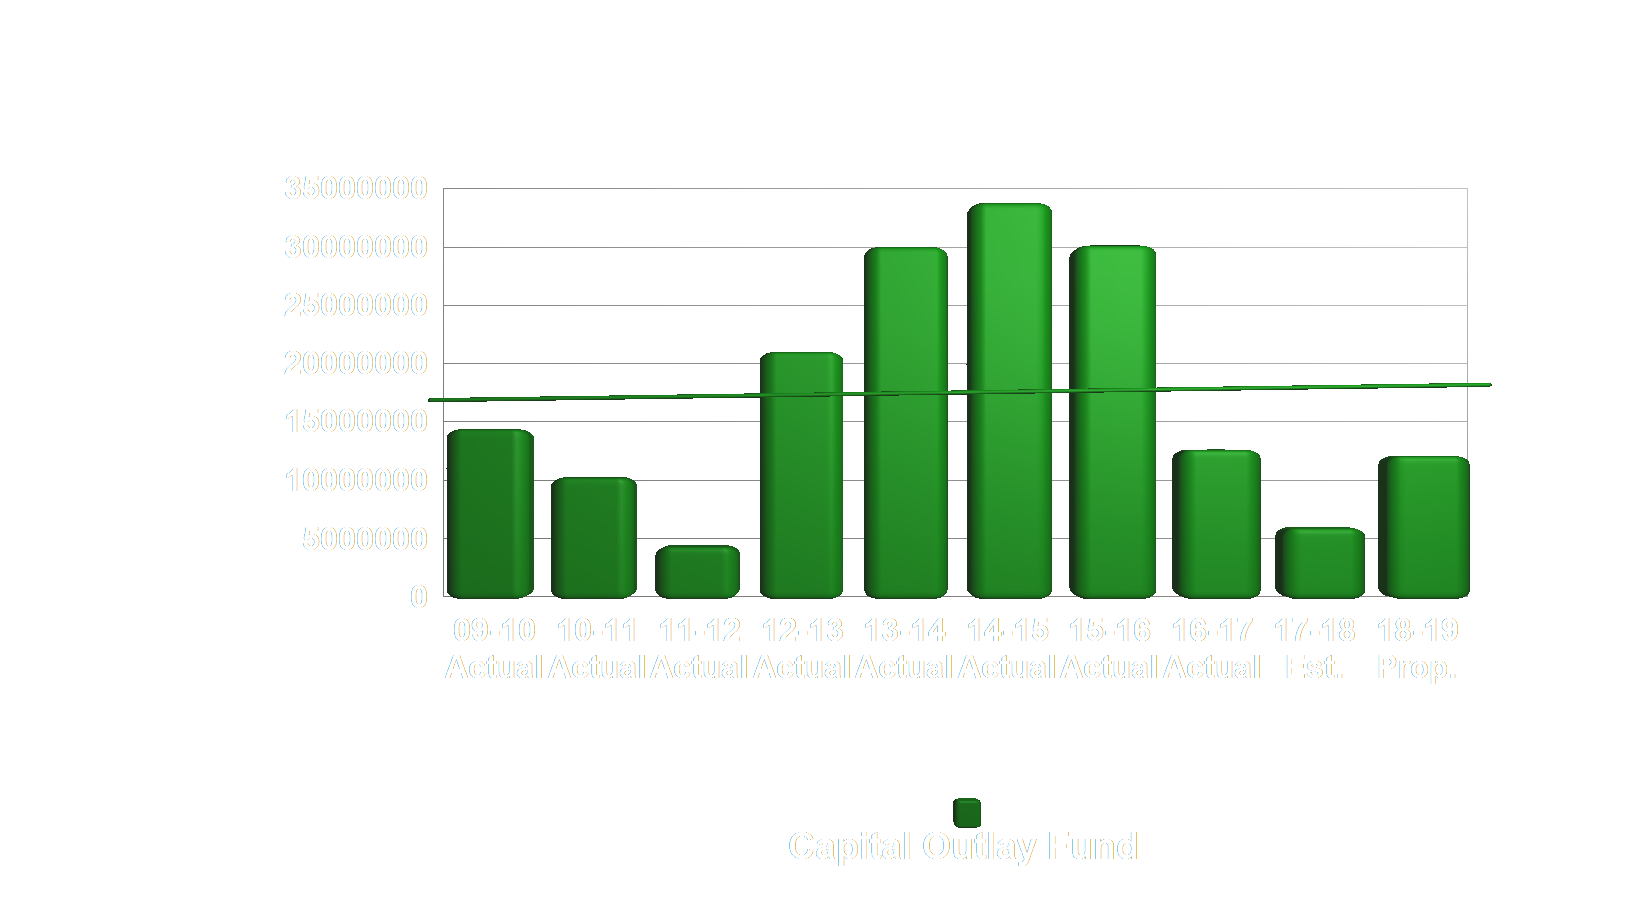 35000000
30000000
25000000
20000000
15000000
10000000
5000000
0
09-10 10-11 11-12 12-13 13-14 14-15 15-16 16-17 17-18 18-19
Actual Actual Actual Actual Actual Actual Actual Actual Est. Prop.
Capital Outlay Fund